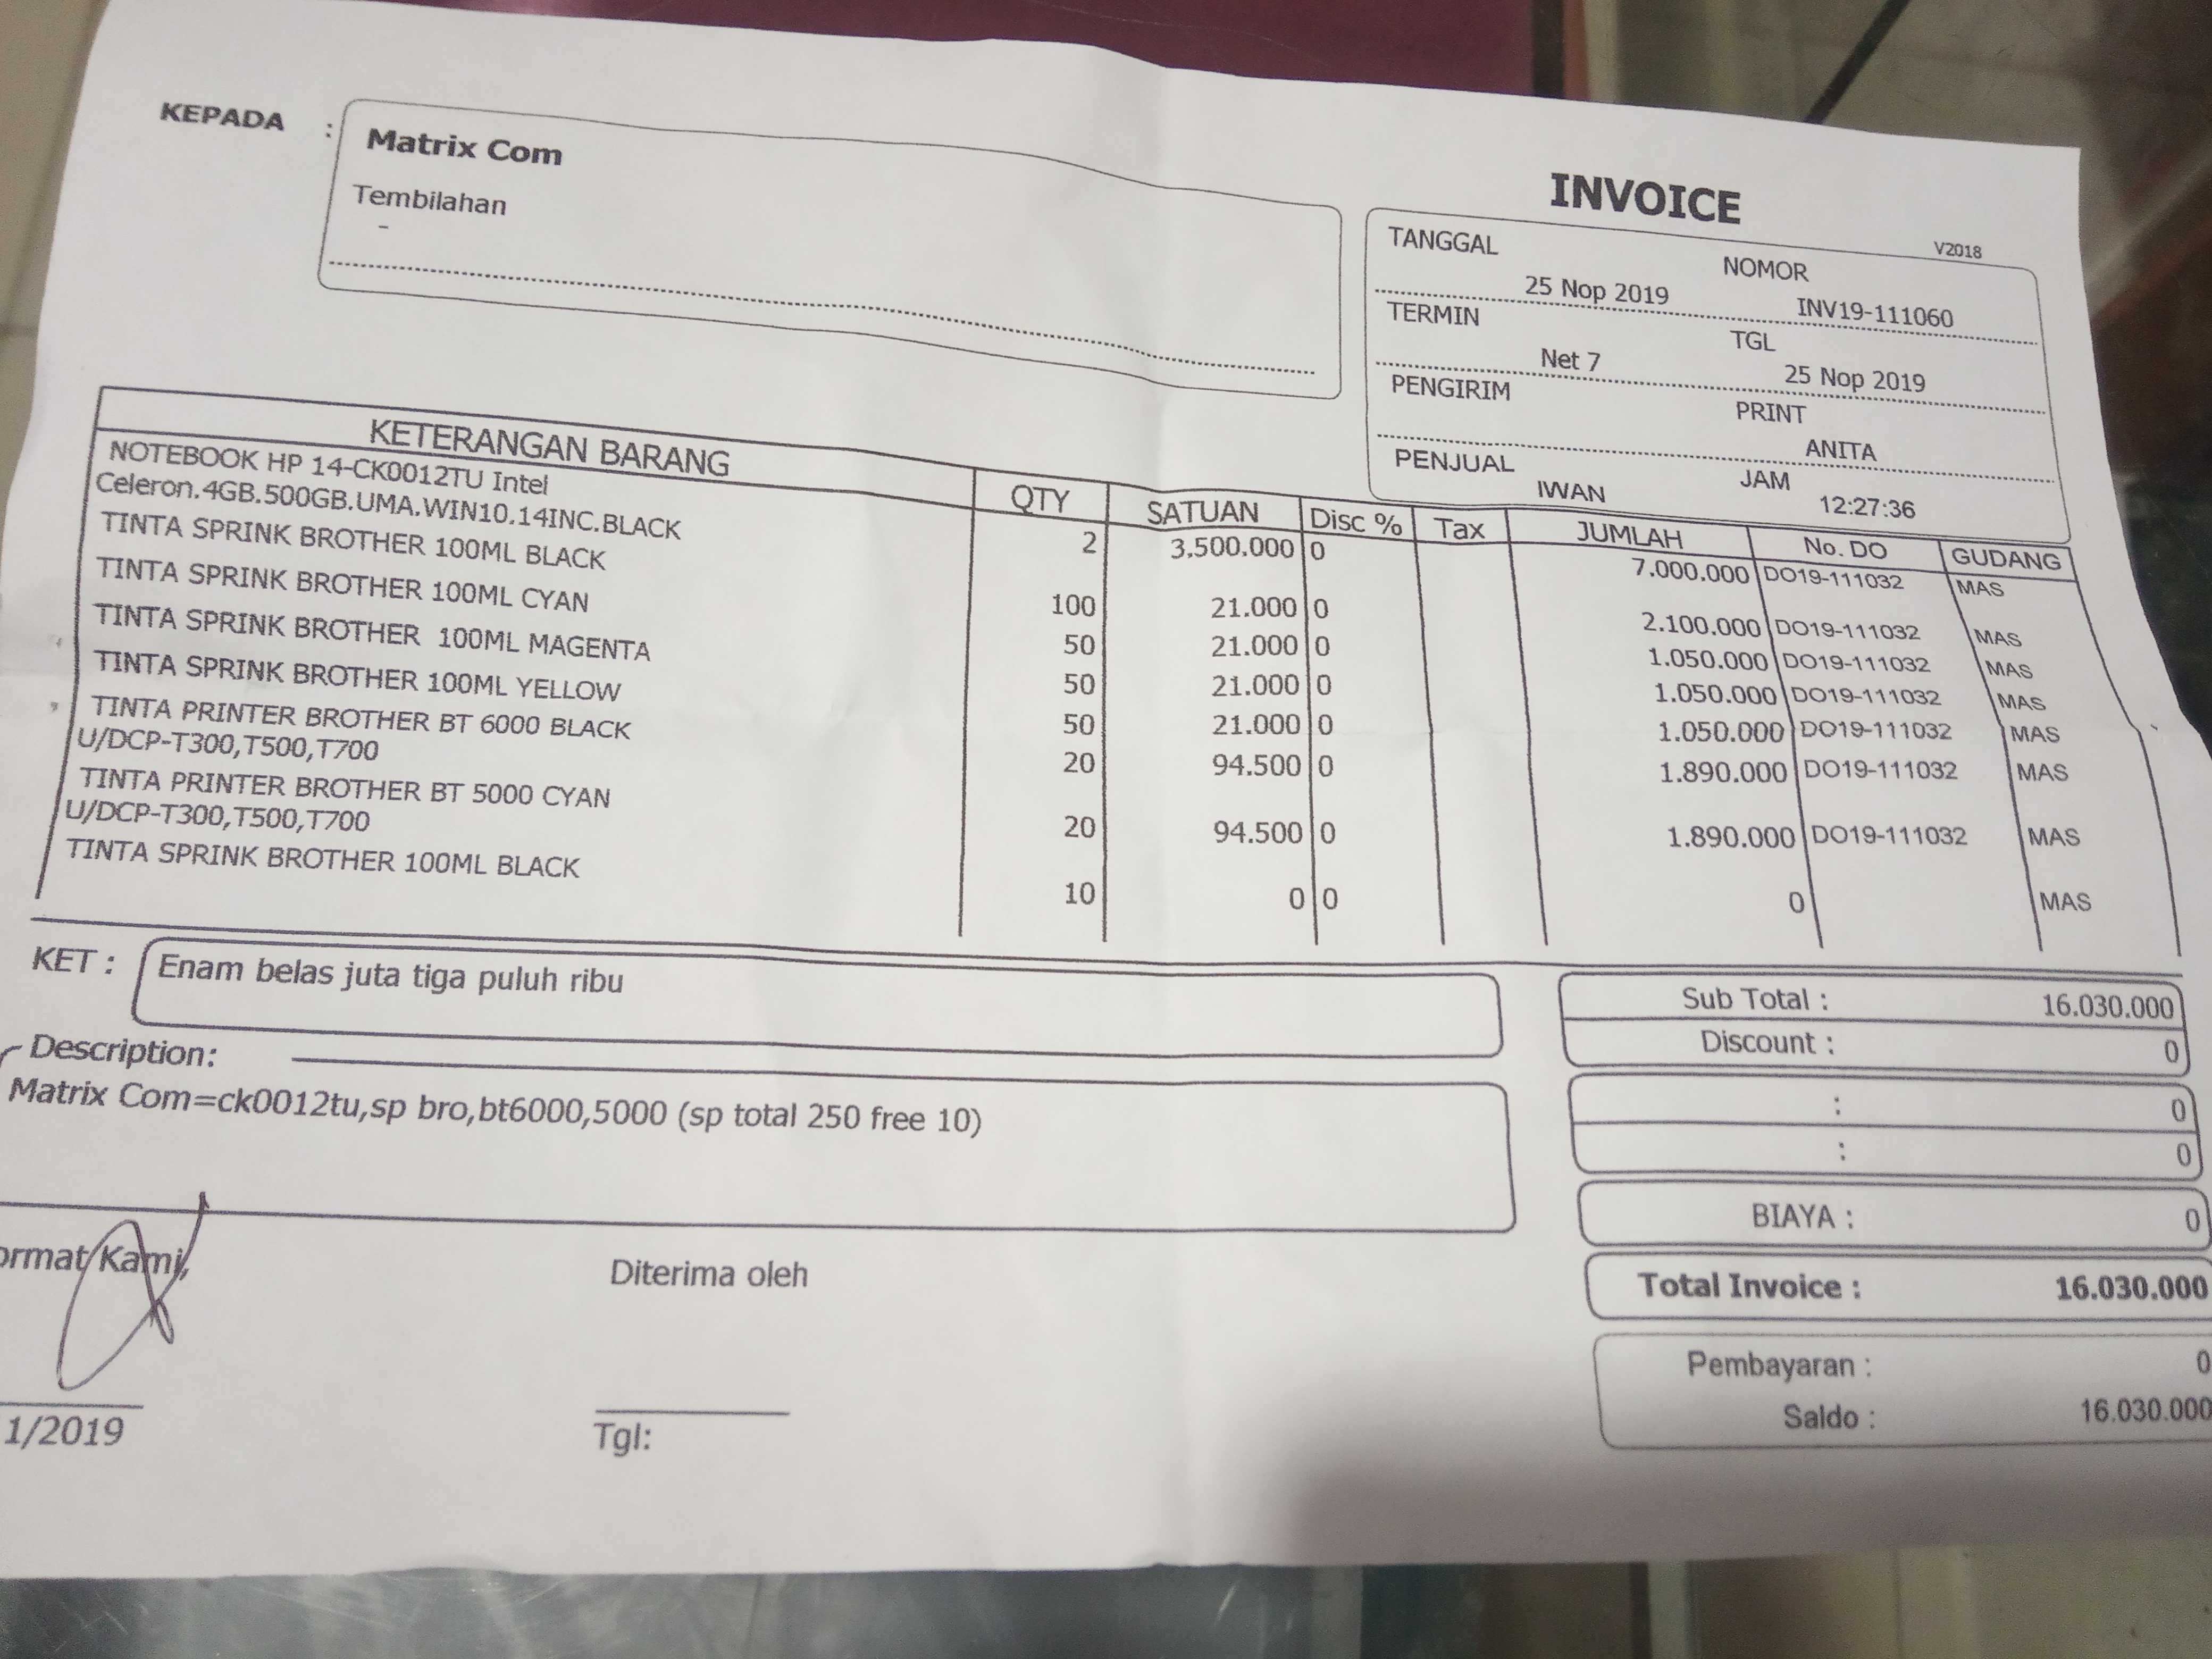 KEPADA :
Matrix Com
Tembilahan
-
INVOICE
V2018
TANGGAL NOMOR
25 Nop 2019 INV19-111060
TERMIN TGL
Net 7 25 Nop 2019
PENGIRIM PRINT
ANITA
PENJUAL JAM
IWAN 12:27:36
KETERANGAN BARANG QTY SATUAN Disc % Tax JUMLAH No. DO GUDANG
NOTEBOOK HP 14-CK0012TU Intel
Celeron.4GB.500GB.UMA.WIN10.14INC.BLACK 2 3.500.000 0 7.000.000 DO19-111032 MAS
TINTA SPRINK BROTHER 100ML BLACK 100 21.000 0 2.100.000 DO19-111032 MAS
TINTA SPRINK BROTHER 100ML CYAN 50 21.000 0 1.050.000 DO19-111032 MAS
TINTA SPRINK BROTHER 100ML MAGENTA 50 21.000 0 1.050.000 DO19-111032 MAS
TINTA SPRINK BROTHER 100ML YELLOW 50 21.000 0 1.050.000 DO19-111032 MAS
TINTA PRINTER BROTHER BT 6000 BLACK 20 94.500 0 1.890.000 DO19-111032 MAS
U/DCP-T300,T500,T700
TINTA PRINTER BROTHER BT 5000 CYAN 20 94.500 0 1.890.000 DO19-111032 MAS
U/DCP-T300,T500,T700
TINTA SPRINK BROTHER 100ML BLACK 10 0 0 0 MAS
KET : Enam belas juta tiga puluh ribu
Sub Total : 16.030.000
Discount : 0
Description:
Matrix Com=ck0012tu,sp bro,bt6000,5000 (sp total 250 free 10)
: 0
: 0
BIAYA : 0
Total Invoice : 16.030.000
Pembayaran : 0
Saldo : 16.030.000
ormat Kami, Diterima oleh
1/2019 Tgl: